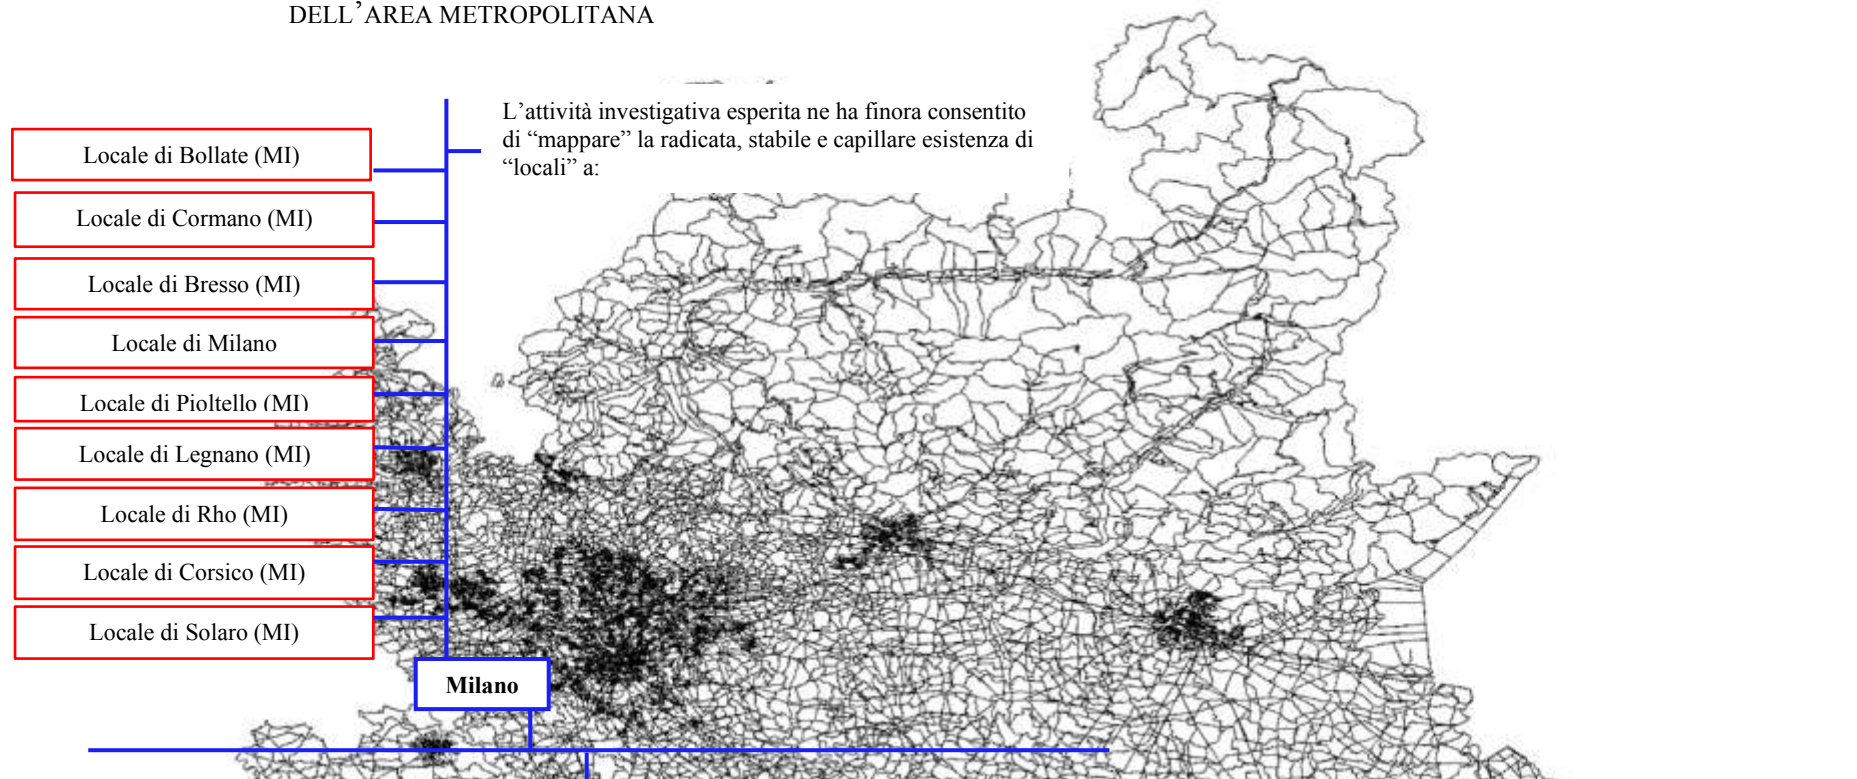 DELL’AREA METROPOLITANA
L’attività investigativa esperita ne ha finora consentito
di “mappare” la radicata, stabile e capillare esistenza di
“locali” a:
Locale di Bollate (MI)
Locale di Cormano (MI)
Locale di Bresso (MI)
Locale di Milano
Locale di Pioltello (MI)
Locale di Legnano (MI)
Locale di Rho (MI)
Locale di Corsico (MI)
Locale di Solaro (MI)
Milano